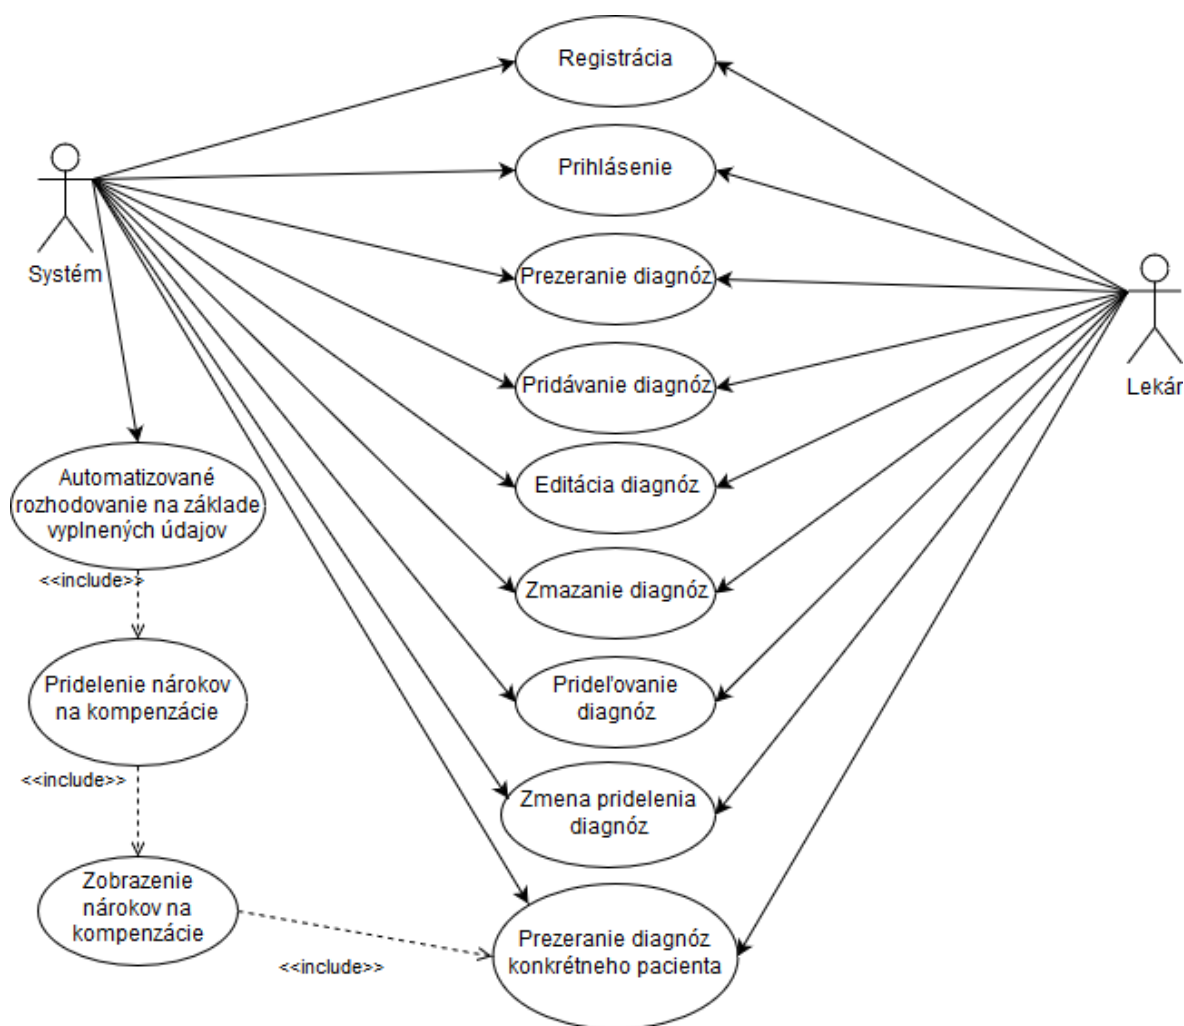 Registrácia
Prihlásenie
Systém
Prezeranie diagnóz
Lekár
Pridávanie diagnóz
Automatizované
rozhodovanie na základe
vyplnených údajov
Editácia diagnóz
<<include>>
Zmazanie diagnóz
Pridelenie nárokov
na kompenzácie
Prideľovanie
diagnóz
<<include>>
Zmena pridelenia
diagnóz
Zobrazenie
nárokov na
kompenzácie
Prezeranie diagnóz
konkrétneho pacienta
<<include>>